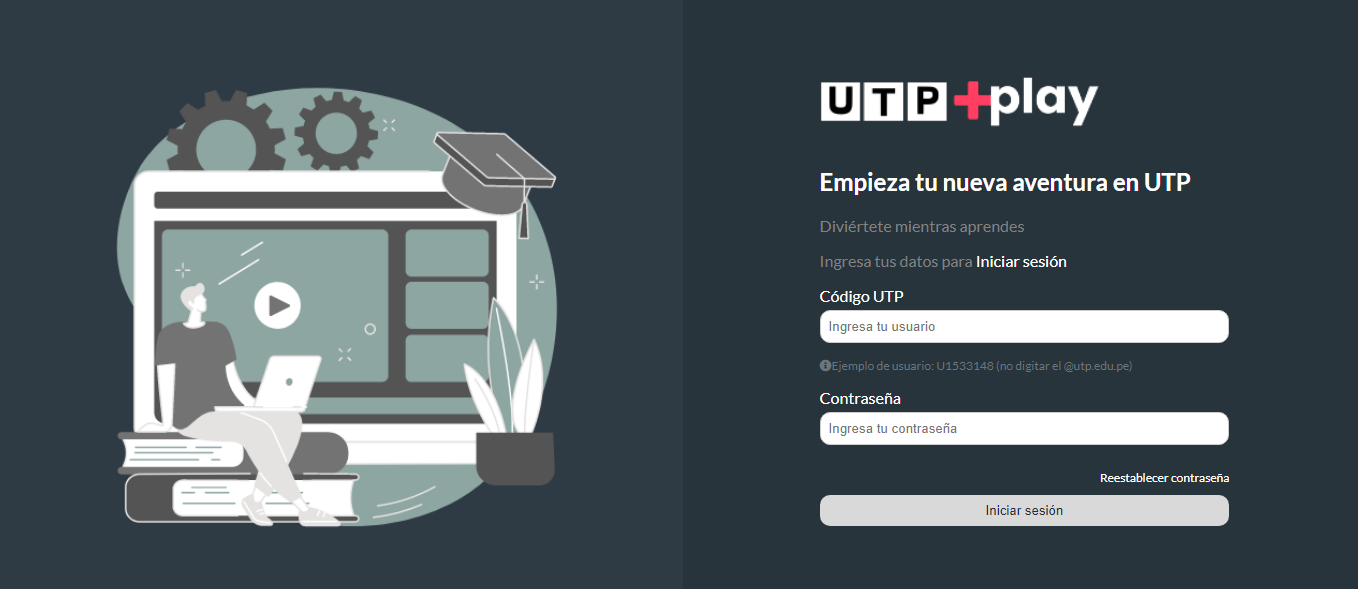 UTP+play
Empieza tu nueva aventura en UTP
Diviértete mientras aprendes
Ingresa tus datos para Iniciar sesión
Código UTP
Ingresa tu usuario
Ejemplo de usuario: U1533148 (no digitar el @utp.edu.pe)
Contraseña
Ingresa tu contraseña
Reestablecer contraseña
Iniciar sesión